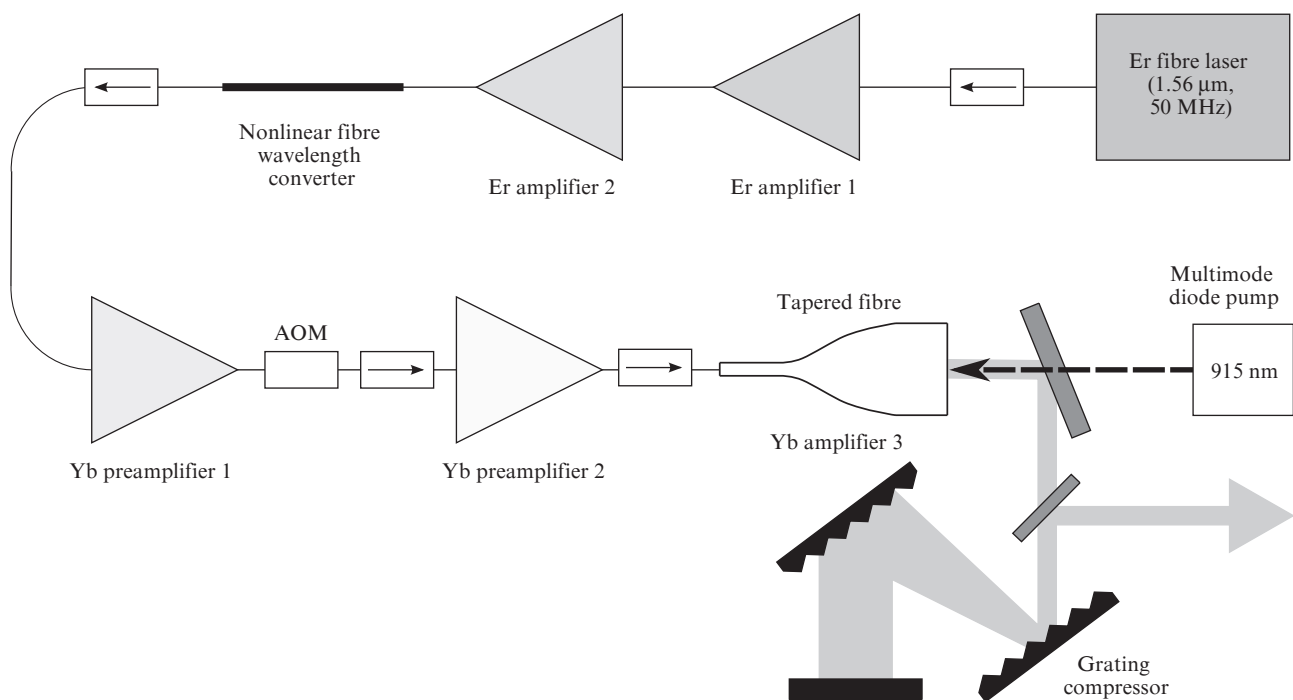 Er fibre laser
(1.56 μm,
50 MHz)
Nonlinear fibre
wavelength
converter
Er amplifier 2
Er amplifier 1
Multimode
diode pump
Tapered fibre
AOM
915 nm
Yb preamplifier 1
Yb preamplifier 2
Yb amplifier 3
Grating
compressor